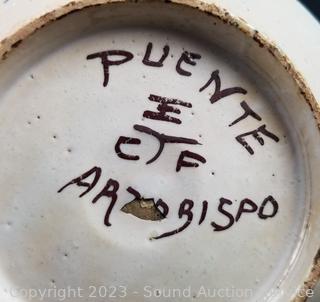 PUENTE
CTF
ARZOBISPO
Copyright 2023 - Sound Auction Service